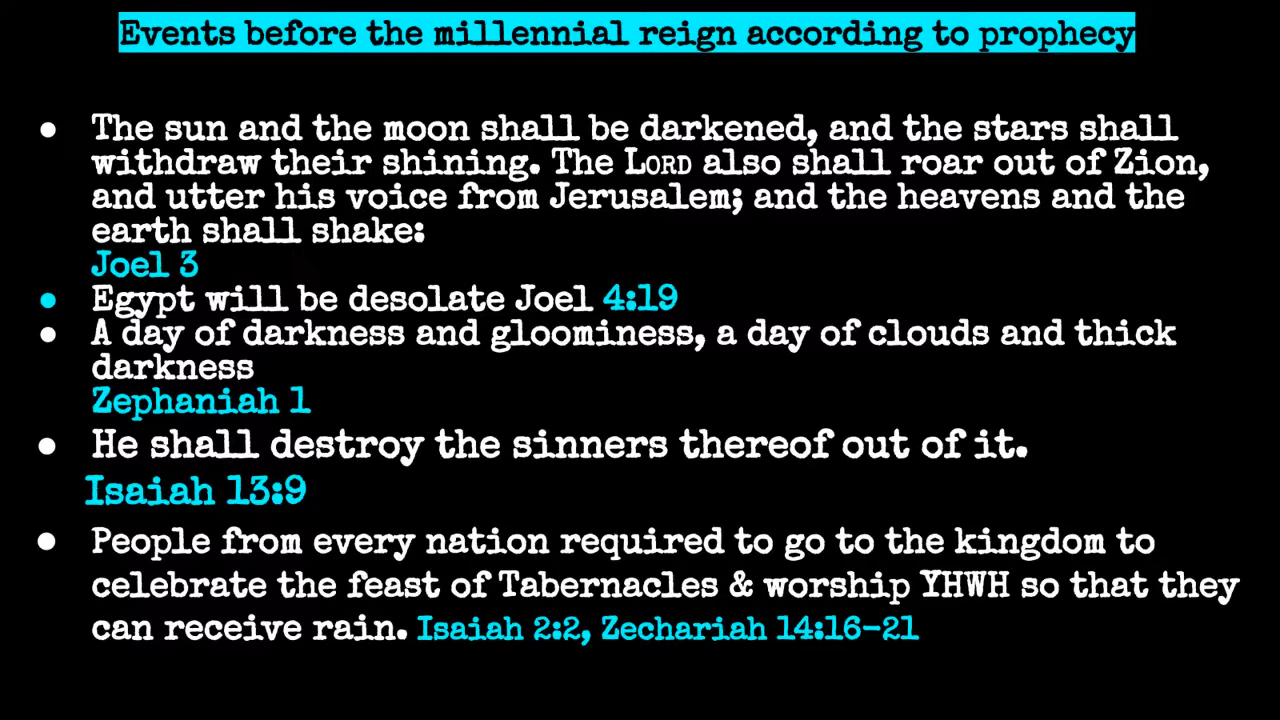 Events before the millennial reign according to prophecy
● The sun and the moon shall be darkened, and the stars shall
withdraw their shining. The LORD also shall roar out of Zion,
and utter his voice from Jerusalem; and the heavens and the
earth shall shake:
Joel 3
● Egypt will be desolate Joel 4:19
● A day of darkness and gloominess, a day of clouds and thick
darkness
Zephaniah 1
● He shall destroy the sinners thereof out of it.
Isaiah 13:9
● People from every nation required to go to the kingdom to
celebrate the feast of Tabernacles & worship YHWH so that they
can receive rain. Isaiah 2:2, Zechariah 14:16-21